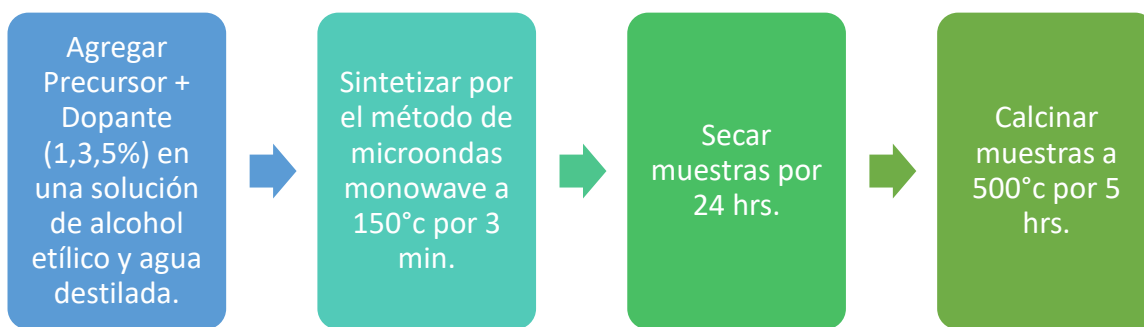 Agregar
Precursor +
Dopante
(1,3,5%) en
una solución
de alcohol
etílico y agua
destilada.
Sintetizar por
el método de
microondas
monowave a
150°c por 3
min.
Secar
muestras por
24 hrs.
Calcinar
muestras a
500°c por 5
hrs.